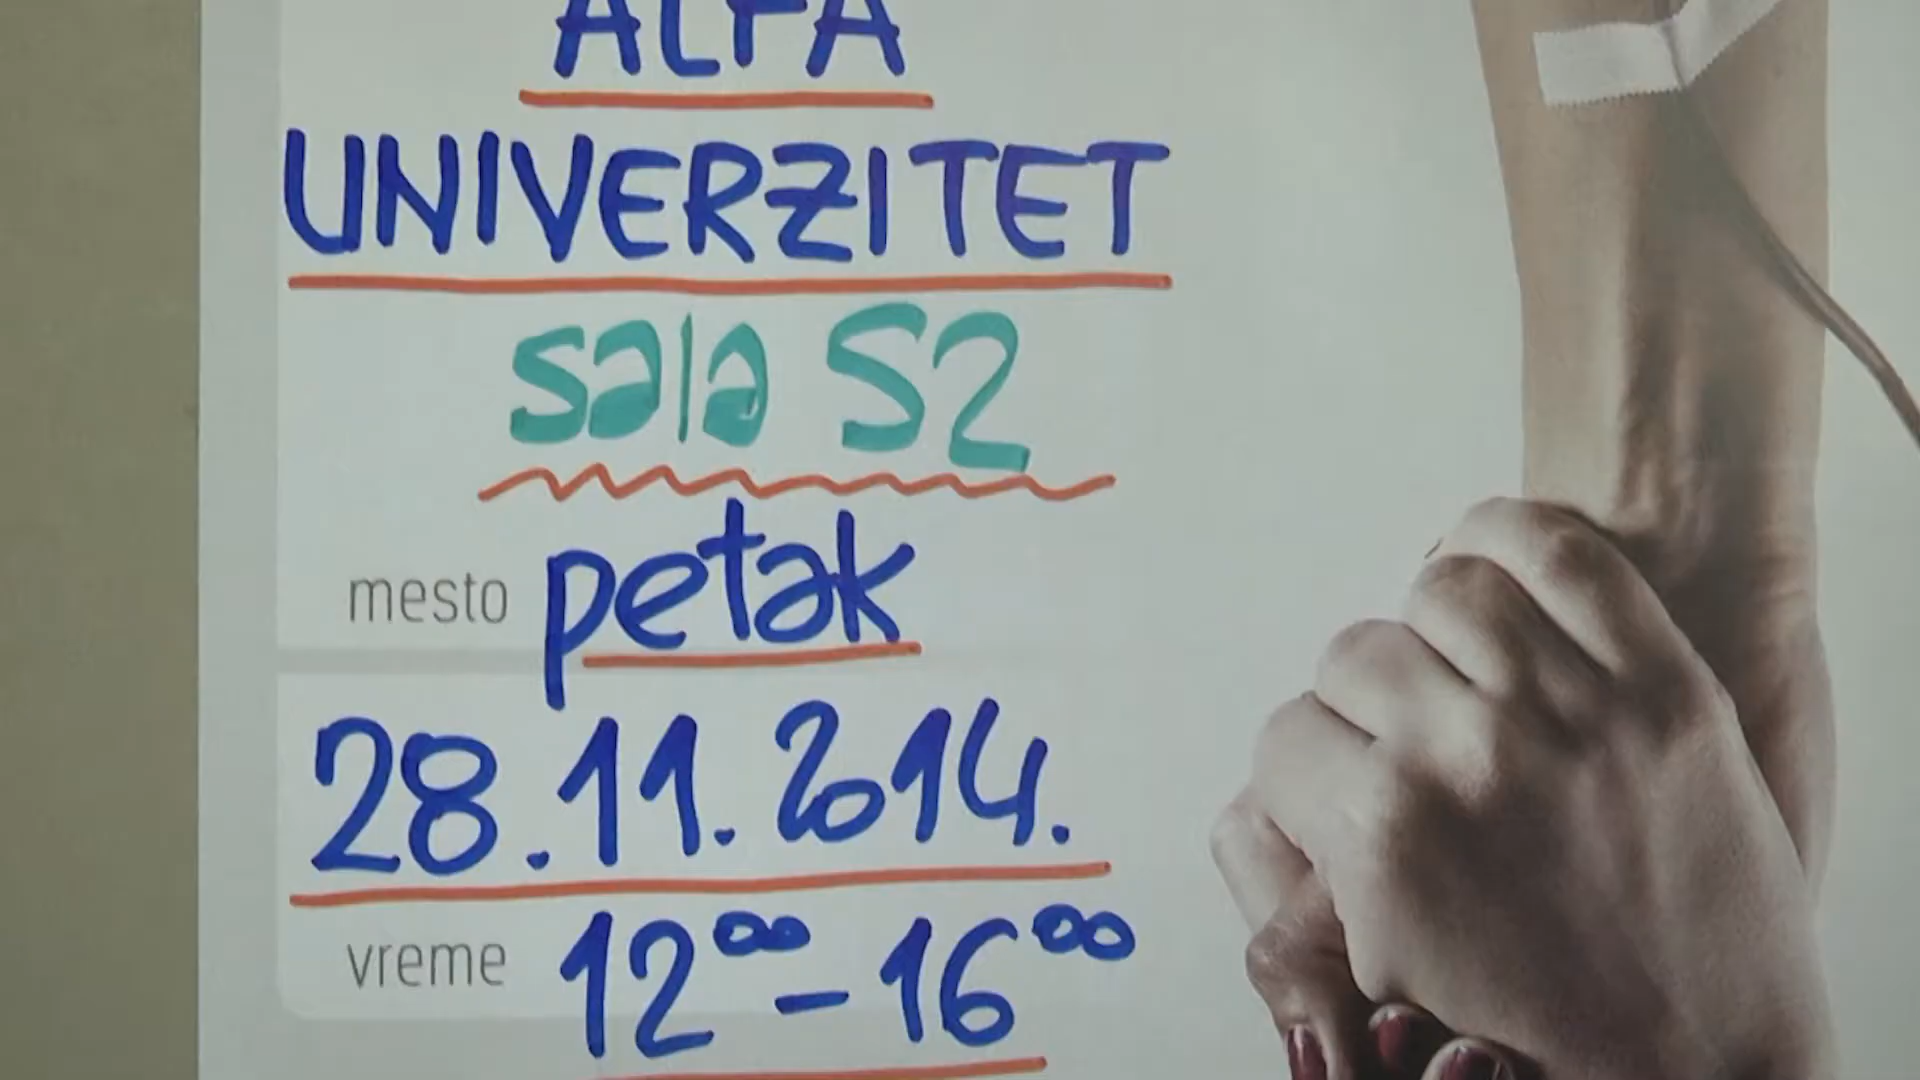 ALFA
UNIVERZITET
sala S2
mesto petak
28.11.2014.
vreme 12⁰⁰ - 16⁰⁰